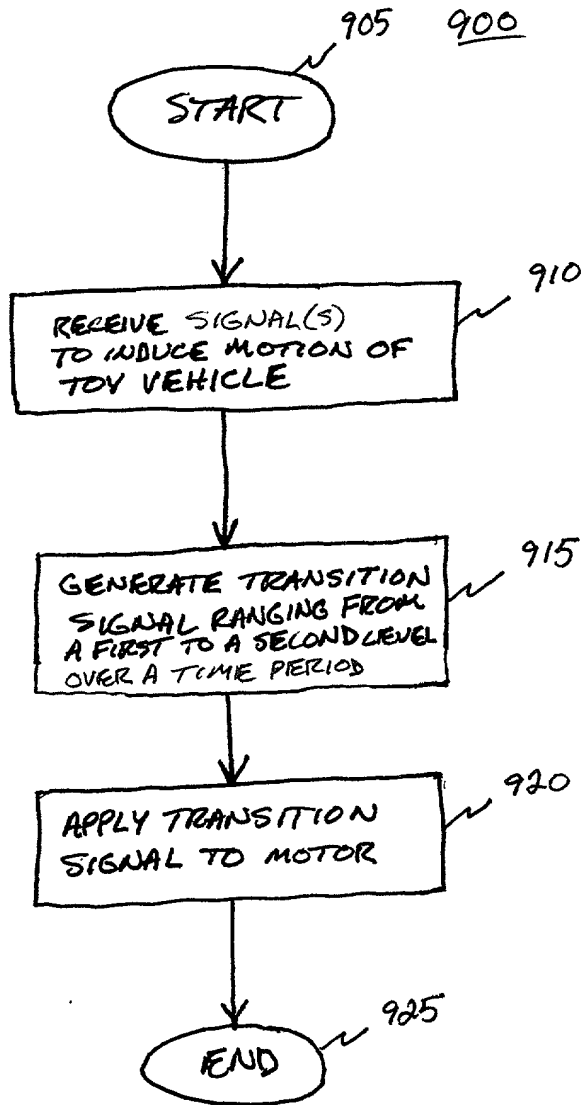 905
900
START
910
RECEIVE SIGNAL(S)
TO INDUCE MOTION OF
TOY VEHICLE
915
GENERATE TRANSITION
SIGNAL RANGING FROM
A FIRST TO A SECOND LEVEL
OVER A TIME PERIOD
920
APPLY TRANSITION
SIGNAL TO MOTOR
925
END